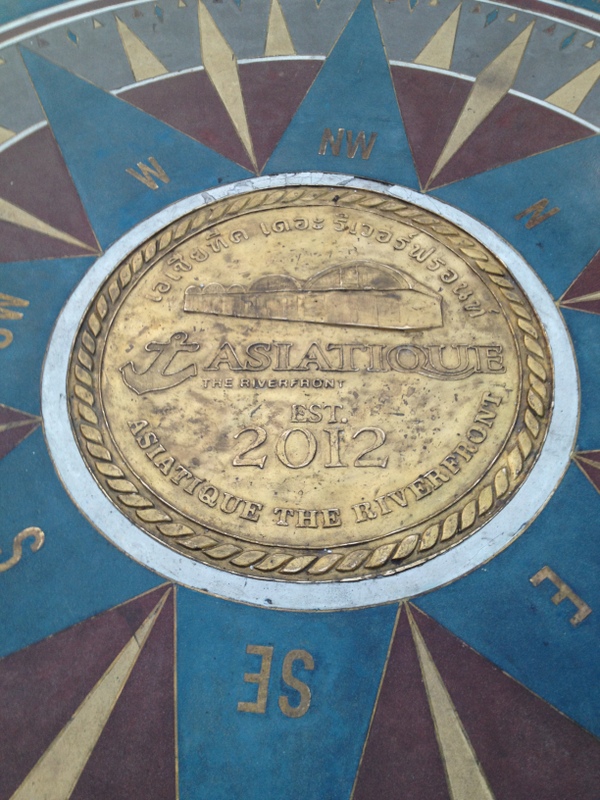 NW
W
N
เอเชียทีค เดอะ ริเวอร์ฟร้อนท์
ASIATIQUE
THE RIVERFRONT
EST.
2012
ASIATIQUE THE RIVERFRONT
S
E
SE